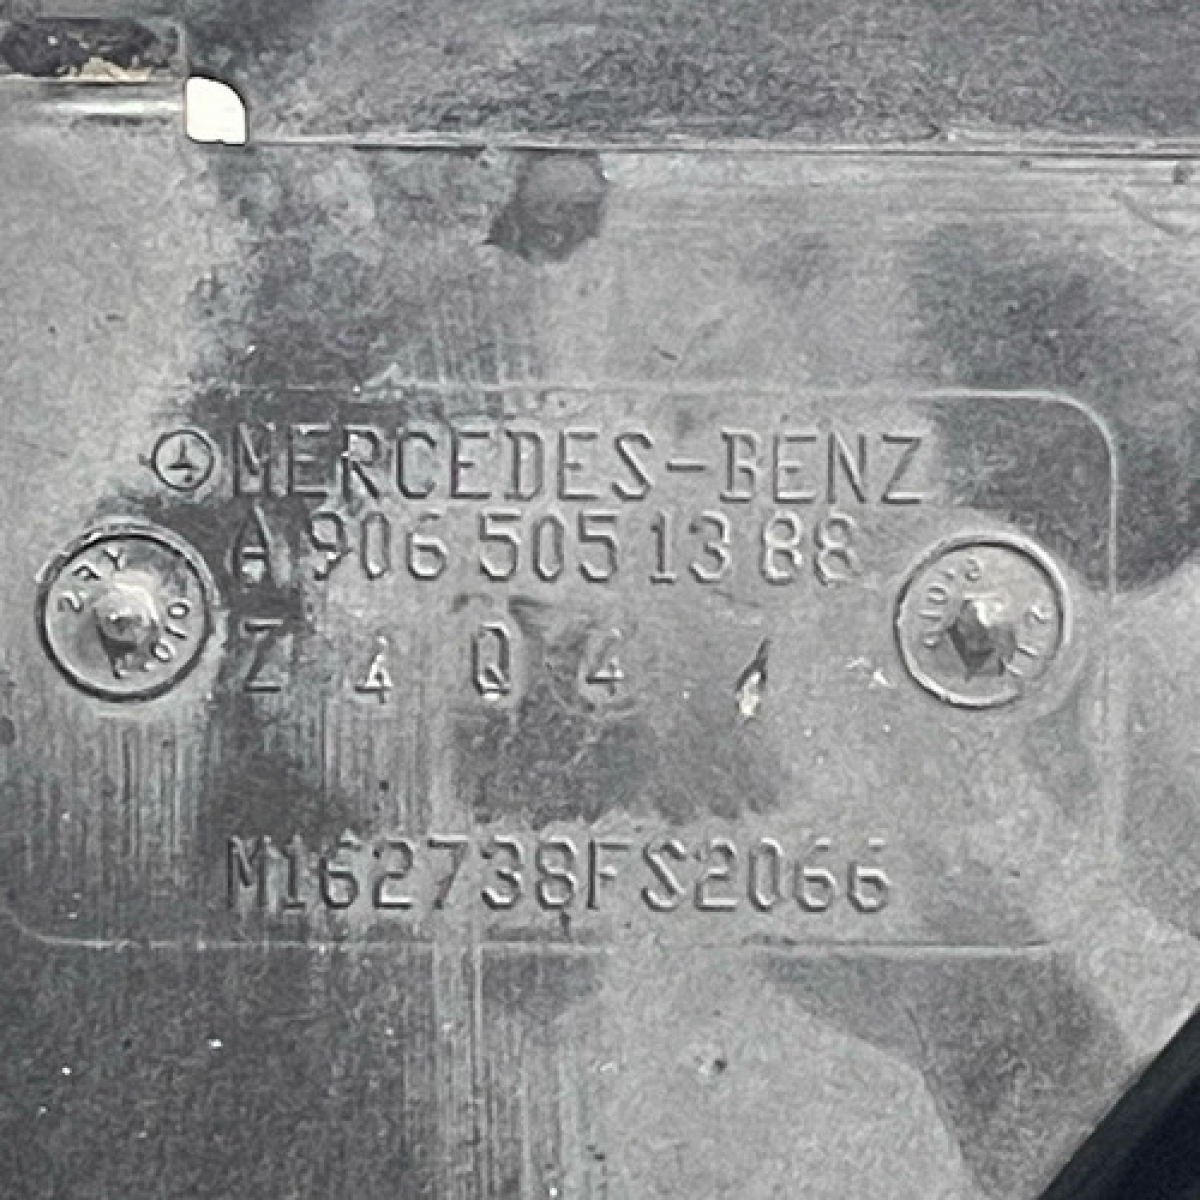 MERCEDES-BENZ
A 906 505 13 88
Z 4 Q 4
M162738FS2066